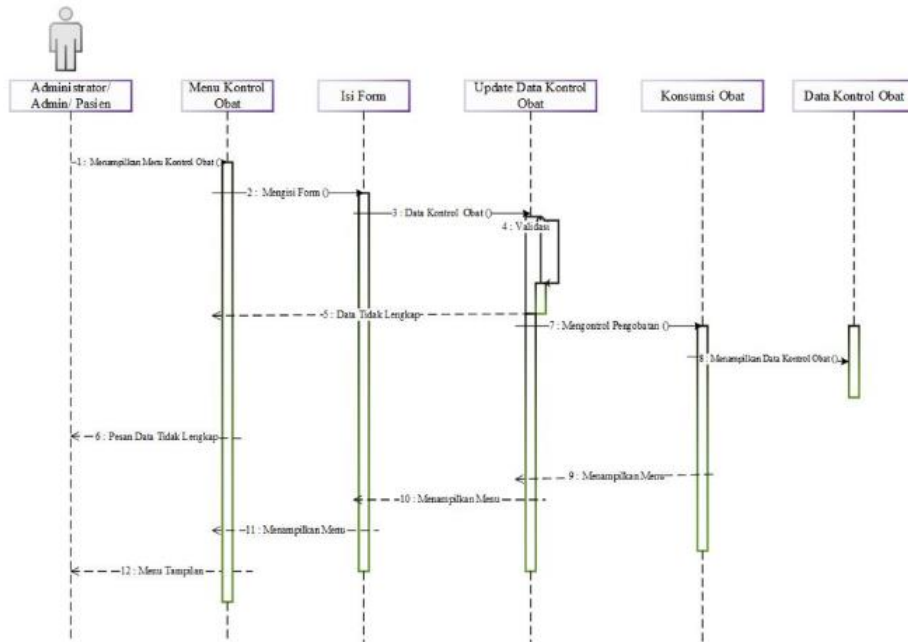 Administrator/
Admin/ Pasien
Menu Kontrol
Obat
Isi Form
Update Data Kontrol
Obat
Konsumsi Obat
Data Kontrol Obat
1 : Menampilkan Menu Kontrol Obat ()
2 : Mengisi Form ()
3 : Data Kontrol Obat ()
4 : Validasi
5 : Data Tidak Lengkap
7 : Mengontrol Pengobatan ()
8 : Menampilkan Data Kontrol Obat ()
6 : Pesan Data Tidak Lengkap
9 : Menampilkan Menu
10 : Menampilkan Menu
11 : Menampilkan Menu
12 : Menu Tampilan